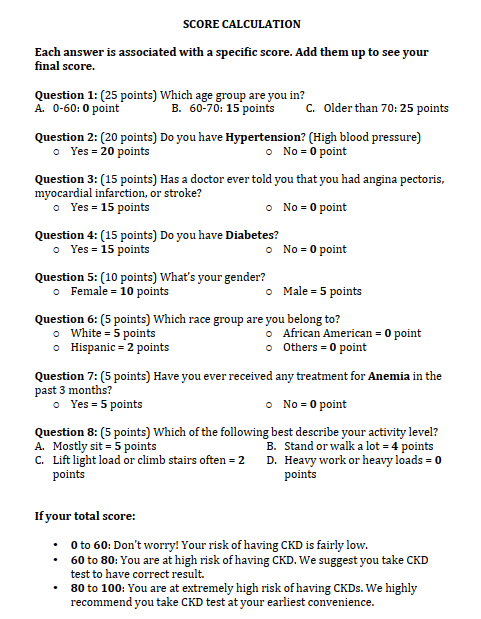 SCORE CALCULATION
Each answer is associated with a specific score. Add them up to see your
final score.
Question 1: (25 points) Which age group are you in?
A. 0-60: 0 point B. 60-70: 15 points C. Older than 70: 25 points
Question 2: (20 points) Do you have Hypertension? (High blood pressure)
○ Yes = 20 points ○ No = 0 point
Question 3: (15 points) Has a doctor ever told you that you had angina pectoris,
myocardial infarction, or stroke?
○ Yes = 15 points ○ No = 0 point
Question 4: (15 points) Do you have Diabetes?
○ Yes = 15 points ○ No = 0 point
Question 5: (10 points) What's your gender?
○ Female = 10 points ○ Male = 5 points
Question 6: (5 points) Which race group are you belong to?
○ White = 5 points ○ African American = 0 point
○ Hispanic = 2 points ○ Others = 0 point
Question 7: (5 points) Have you ever received any treatment for Anemia in the
past 3 months?
○ Yes = 5 points ○ No = 0 point
Question 8: (5 points) Which of the following best describe your activity level?
A. Mostly sit = 5 points B. Stand or walk a lot = 4 points
C. Lift light load or climb stairs often = 2 D. Heavy work or heavy loads = 0
points points
If your total score:
• 0 to 60: Don't worry! Your risk of having CKD is fairly low.
• 60 to 80: You are at high risk of having CKD. We suggest you take CKD
test to have correct result.
• 80 to 100: You are at extremely high risk of having CKDs. We highly
recommend you take CKD test at your earliest convenience.